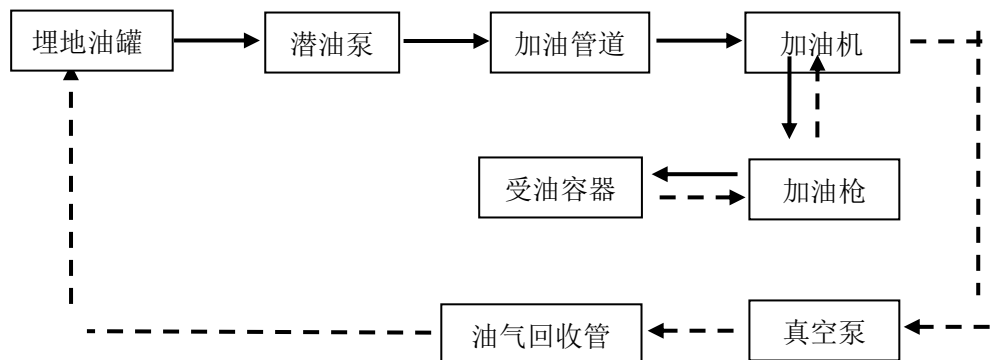 埋地油罐
潜油泵
加油管道
加油机
受油容器
加油枪
油气回收管
真空泵